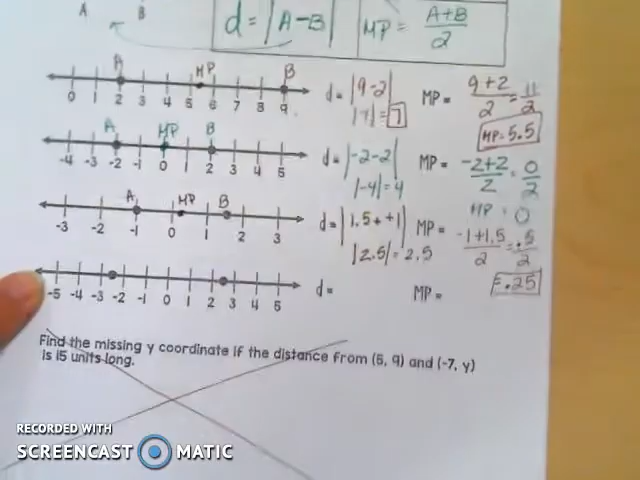 A B
d = |A-B|
MP = A+B/2
A MP B
0 1 2 3 4 5 6 7 8 9
d = |9-2|
|7| = 7
MP = 9+2/2 = 11/2
MP = 5.5
A MP B
-4 -3 -2 -1 0 1 2 3 4 5
d = |-2-2|
|-4| = 4
MP = -2+2/2 = 0/2
MP = 0
A MP B
-3 -2 -1 0 1 2 3
d = |1.5 + +1|
|2.5| = 2.5
MP = -1+1.5/2 = .5/2
= .25
-5 -4 -3 -2 -1 0 1 2 3 4 5
d =
MP =
Find the missing y coordinate if the distance from (5, 9) and (-7, y)
is 15 units long.
RECORDED WITH
SCREENCAST MATIC